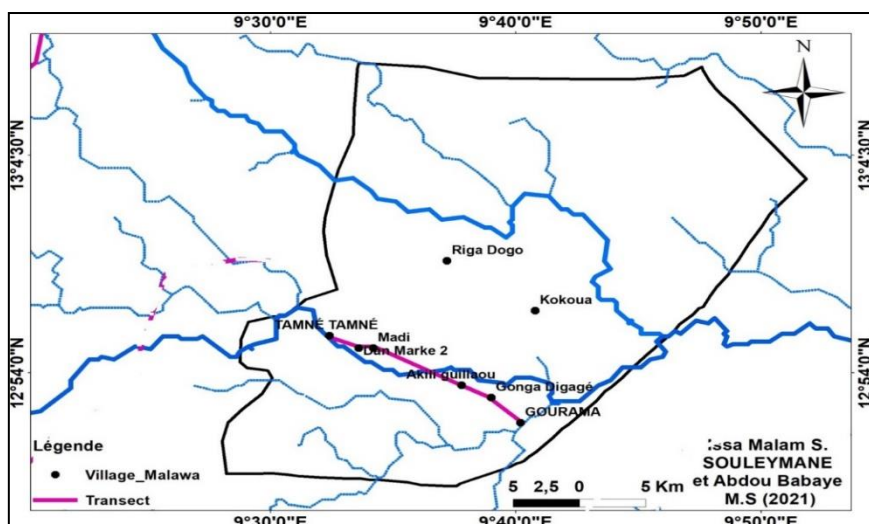 9°30'0"E 9°40'0"E 9°50'0"E
N
13°4'30"N 13°4'30"N
Riga Dogo
Kokoua
TAMNÉ TAMNÉ
Madi
Dan Marke 2
12°54'0"N 12°54'0"N
Akili guillaou
Gonga Digagé
GOURAMA
Légende
Village_Malawa
Transect
Issa Malam S.
SOULEYMANE
et Abdou Babaye
M.S (2021)
5 2,5 0 5 Km
9°30'0"E 9°40'0"E 9°50'0"E